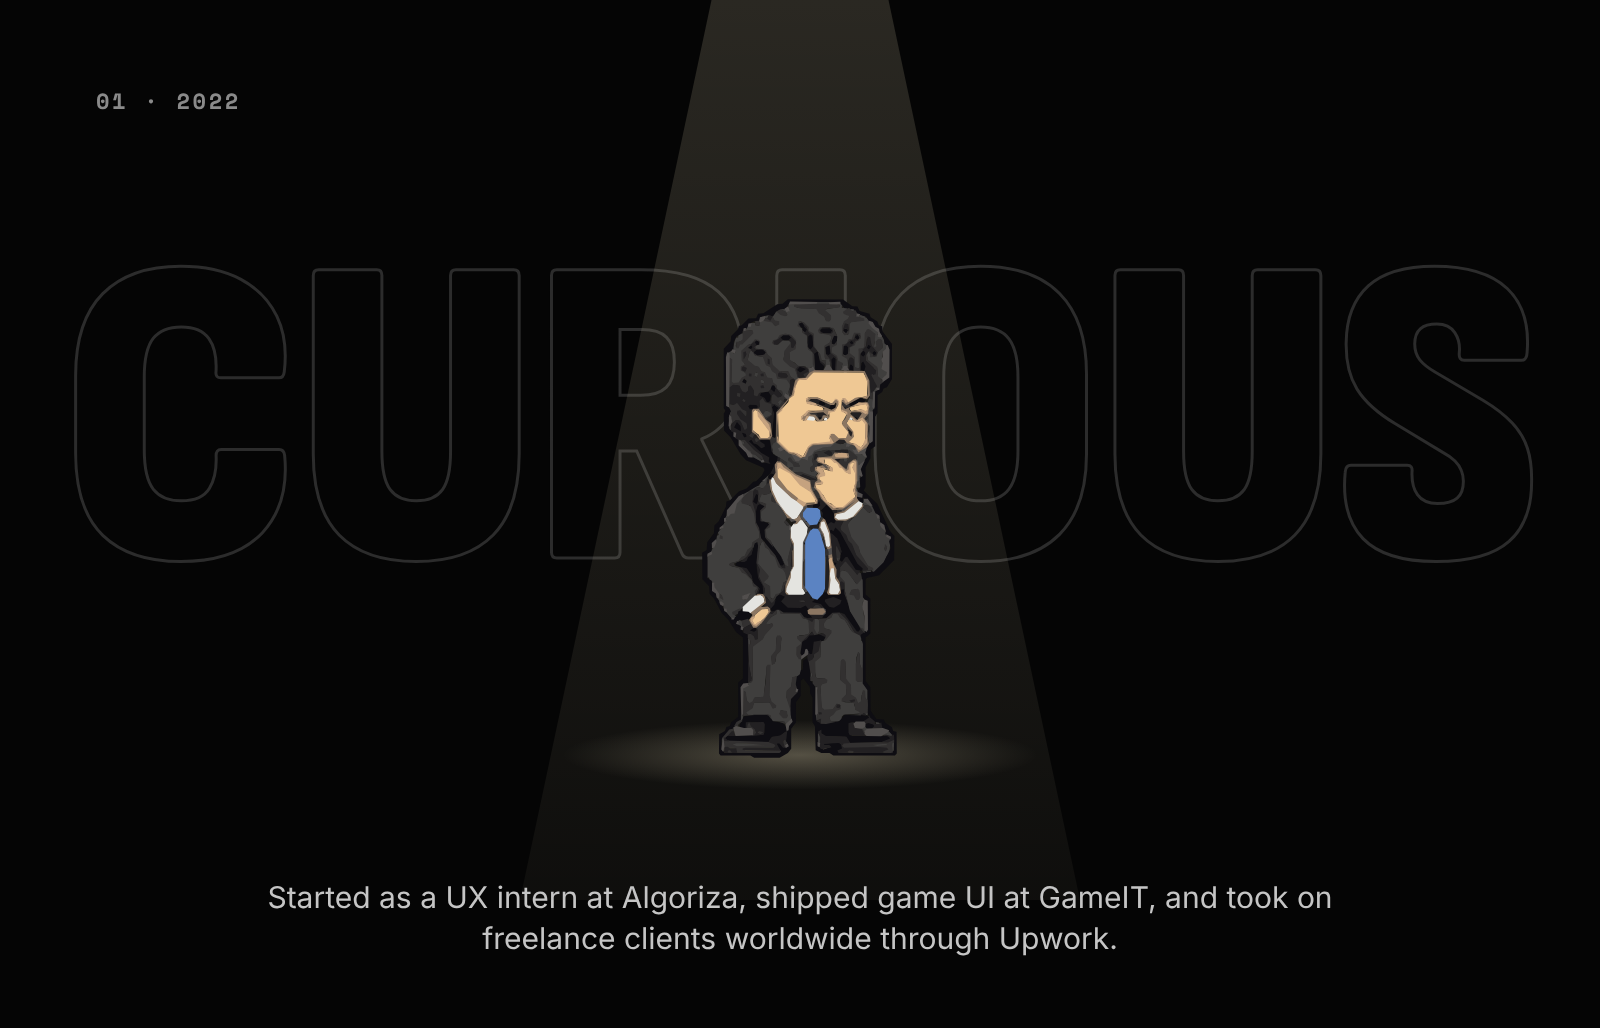 01 · 2022
CURIOUS
Started as a UX intern at Algoriza, shipped game UI at GameIT, and took on
freelance clients worldwide through Upwork.